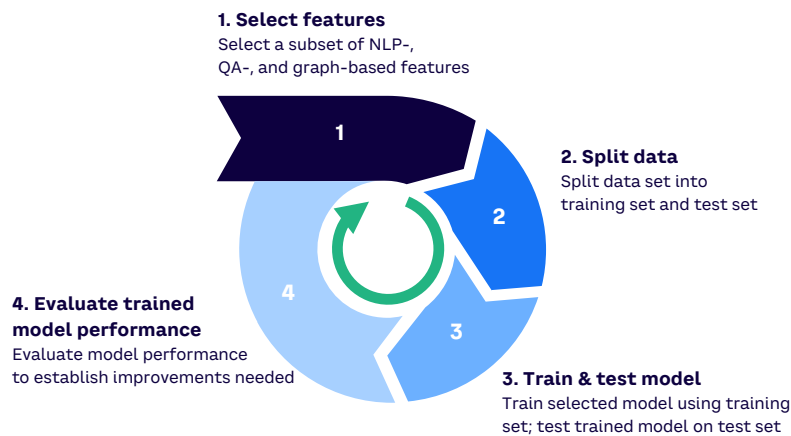 1. Select features
Select a subset of NLP-,
QA-, and graph-based features
1
2. Split data
Split data set into
training set and test set
2
3
3. Train & test model
Train selected model using training
set; test trained model on test set
4
4. Evaluate trained
model performance
Evaluate model performance
to establish improvements needed